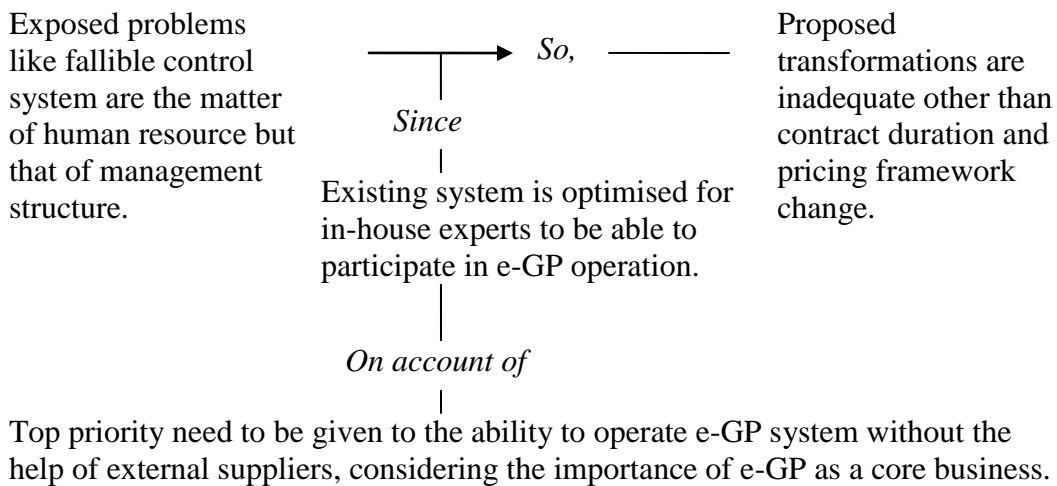 Exposed problems
like fallible control
system are the matter
of human resource but
that of management
structure.
So,
Proposed
transformations are
inadequate other than
contract duration and
pricing framework
change.
Since
Existing system is optimised for
in-house experts to be able to
participate in e-GP operation.
On account of
Top priority need to be given to the ability to operate e-GP system without the
help of external suppliers, considering the importance of e-GP as a core business.